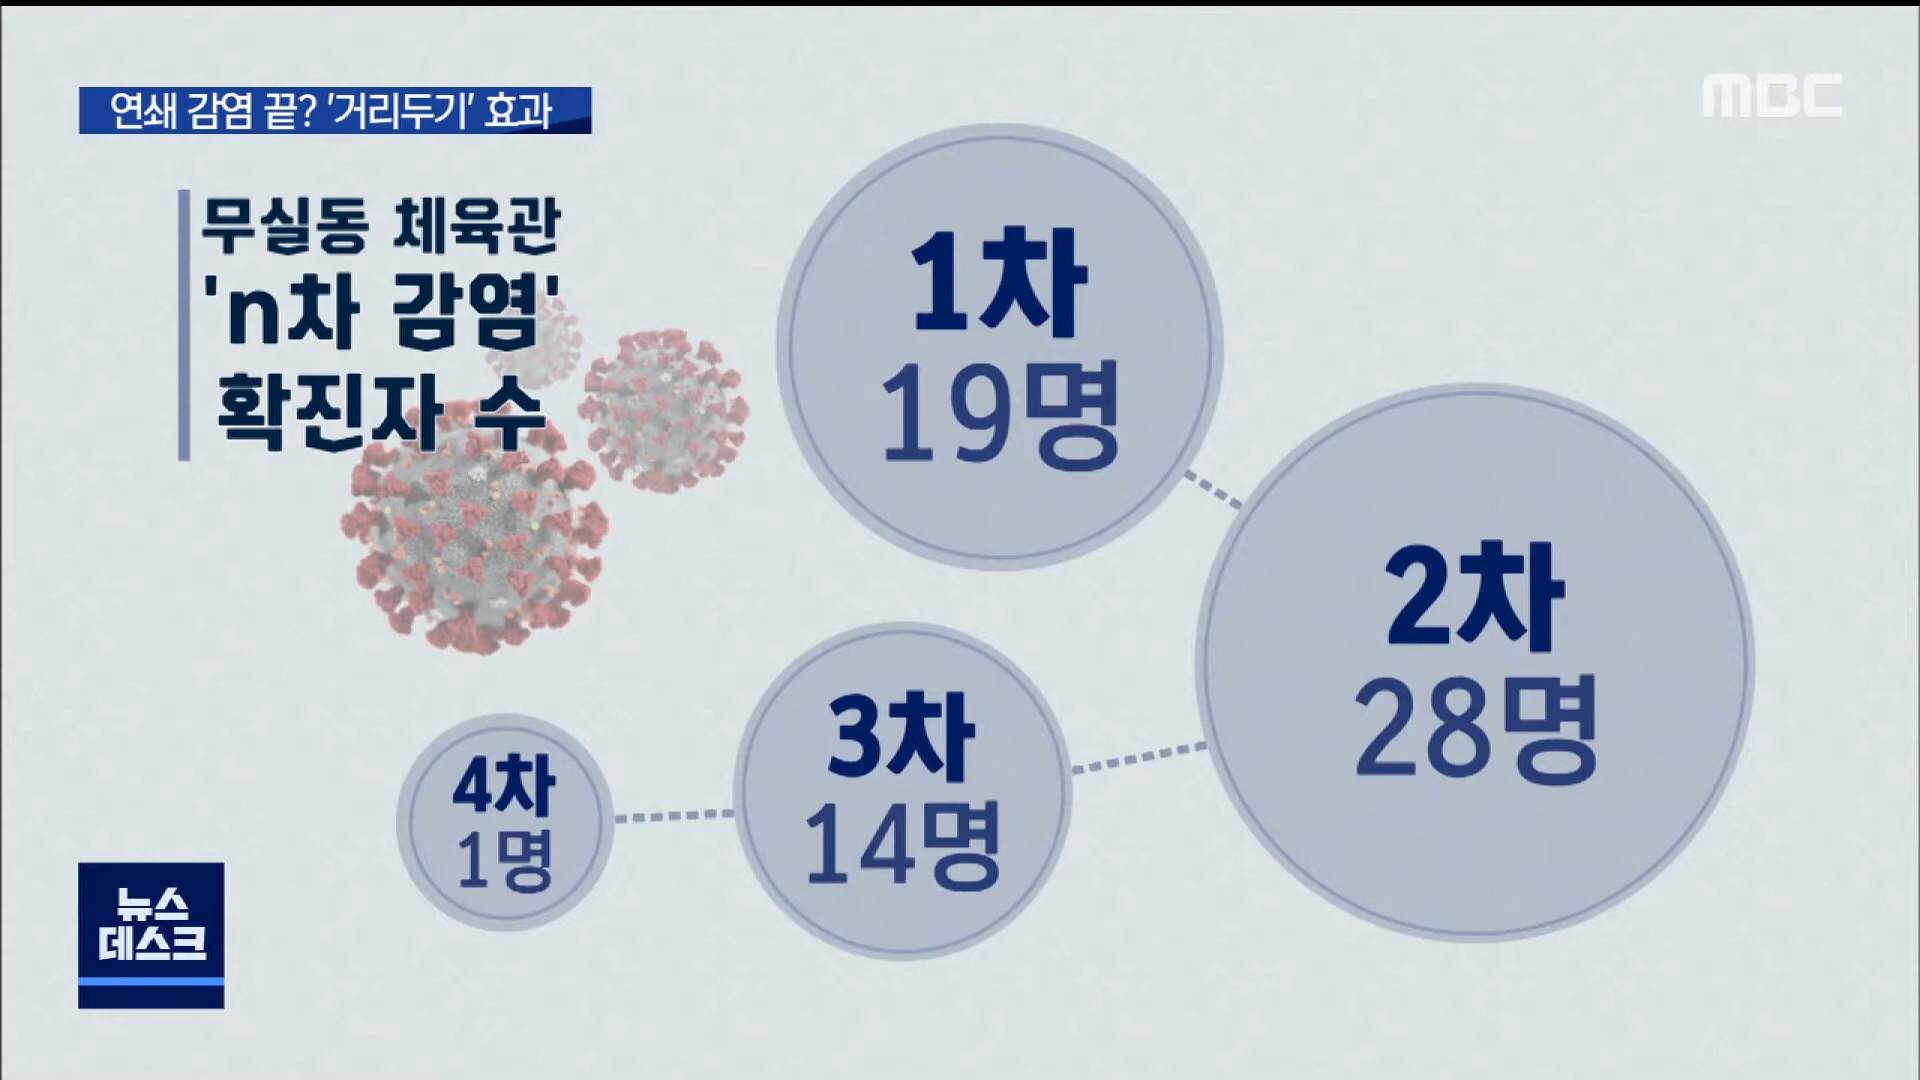 연쇄 감염 끝? '거리두기' 효과
MBC
무실동 체육관
'n차 감염'
확진자 수
1차
19명
2차
28명
3차
14명
4차
1명
뉴스
데스크